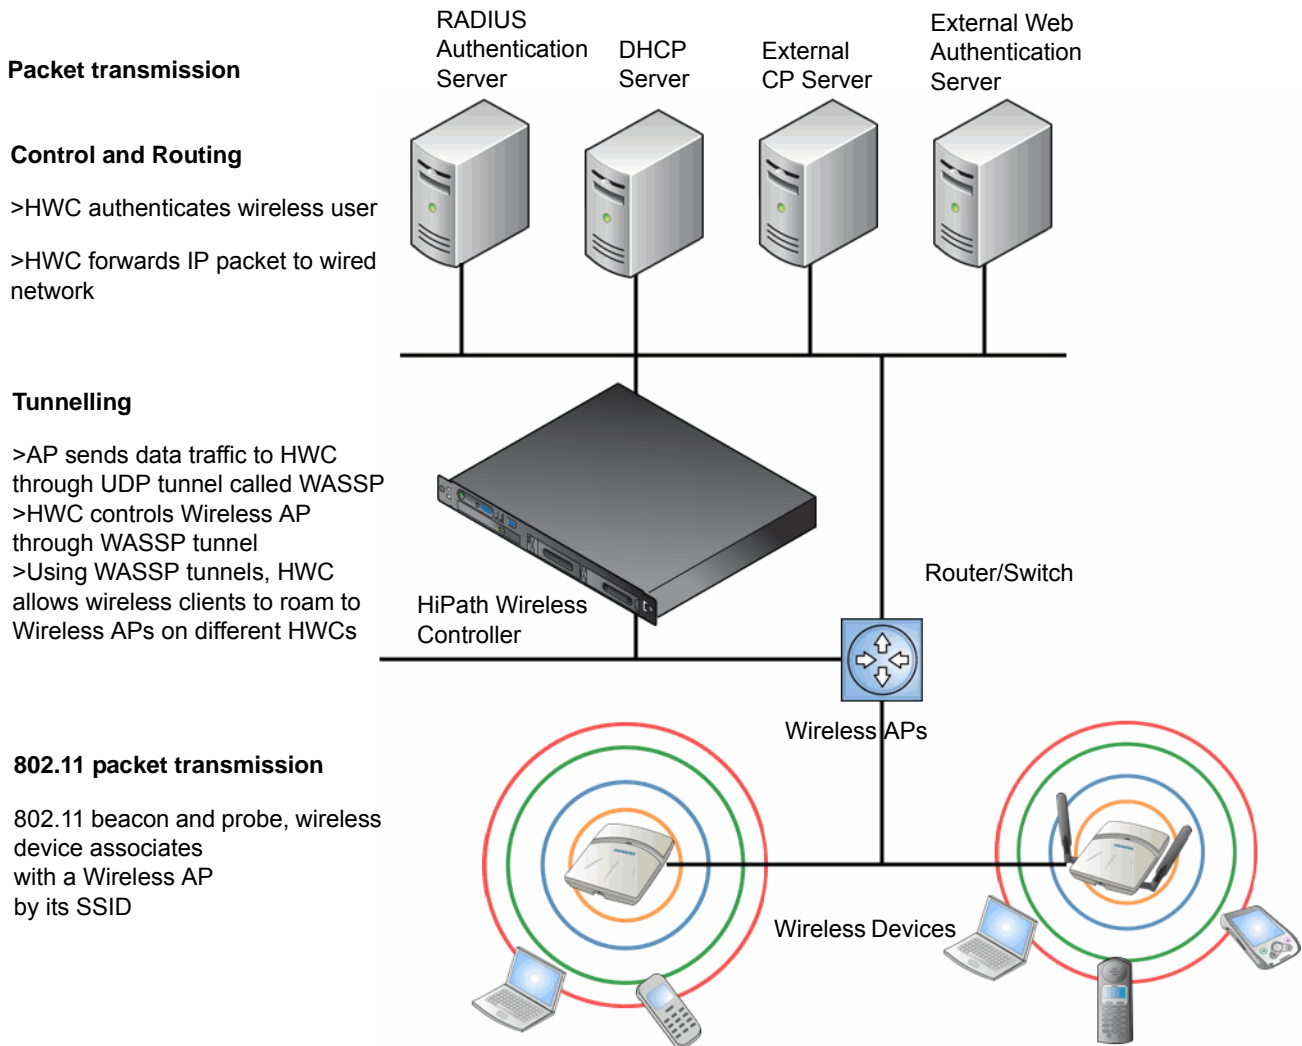 RADIUS
Authentication
Server
DHCP
Server
External
CP Server
External Web
Authentication
Server
Packet transmission
Control and Routing
>HWC authenticates wireless user
>HWC forwards IP packet to wired
network
Tunnelling
>AP sends data traffic to HWC
through UDP tunnel called WASSP
>HWC controls Wireless AP
through WASSP tunnel
>Using WASSP tunnels, HWC
allows wireless clients to roam to
Wireless APs on different HWCs
HiPath Wireless
Controller
Router/Switch
Wireless APs
802.11 packet transmission
802.11 beacon and probe, wireless
device associates
with a Wireless AP
by its SSID
Wireless Devices